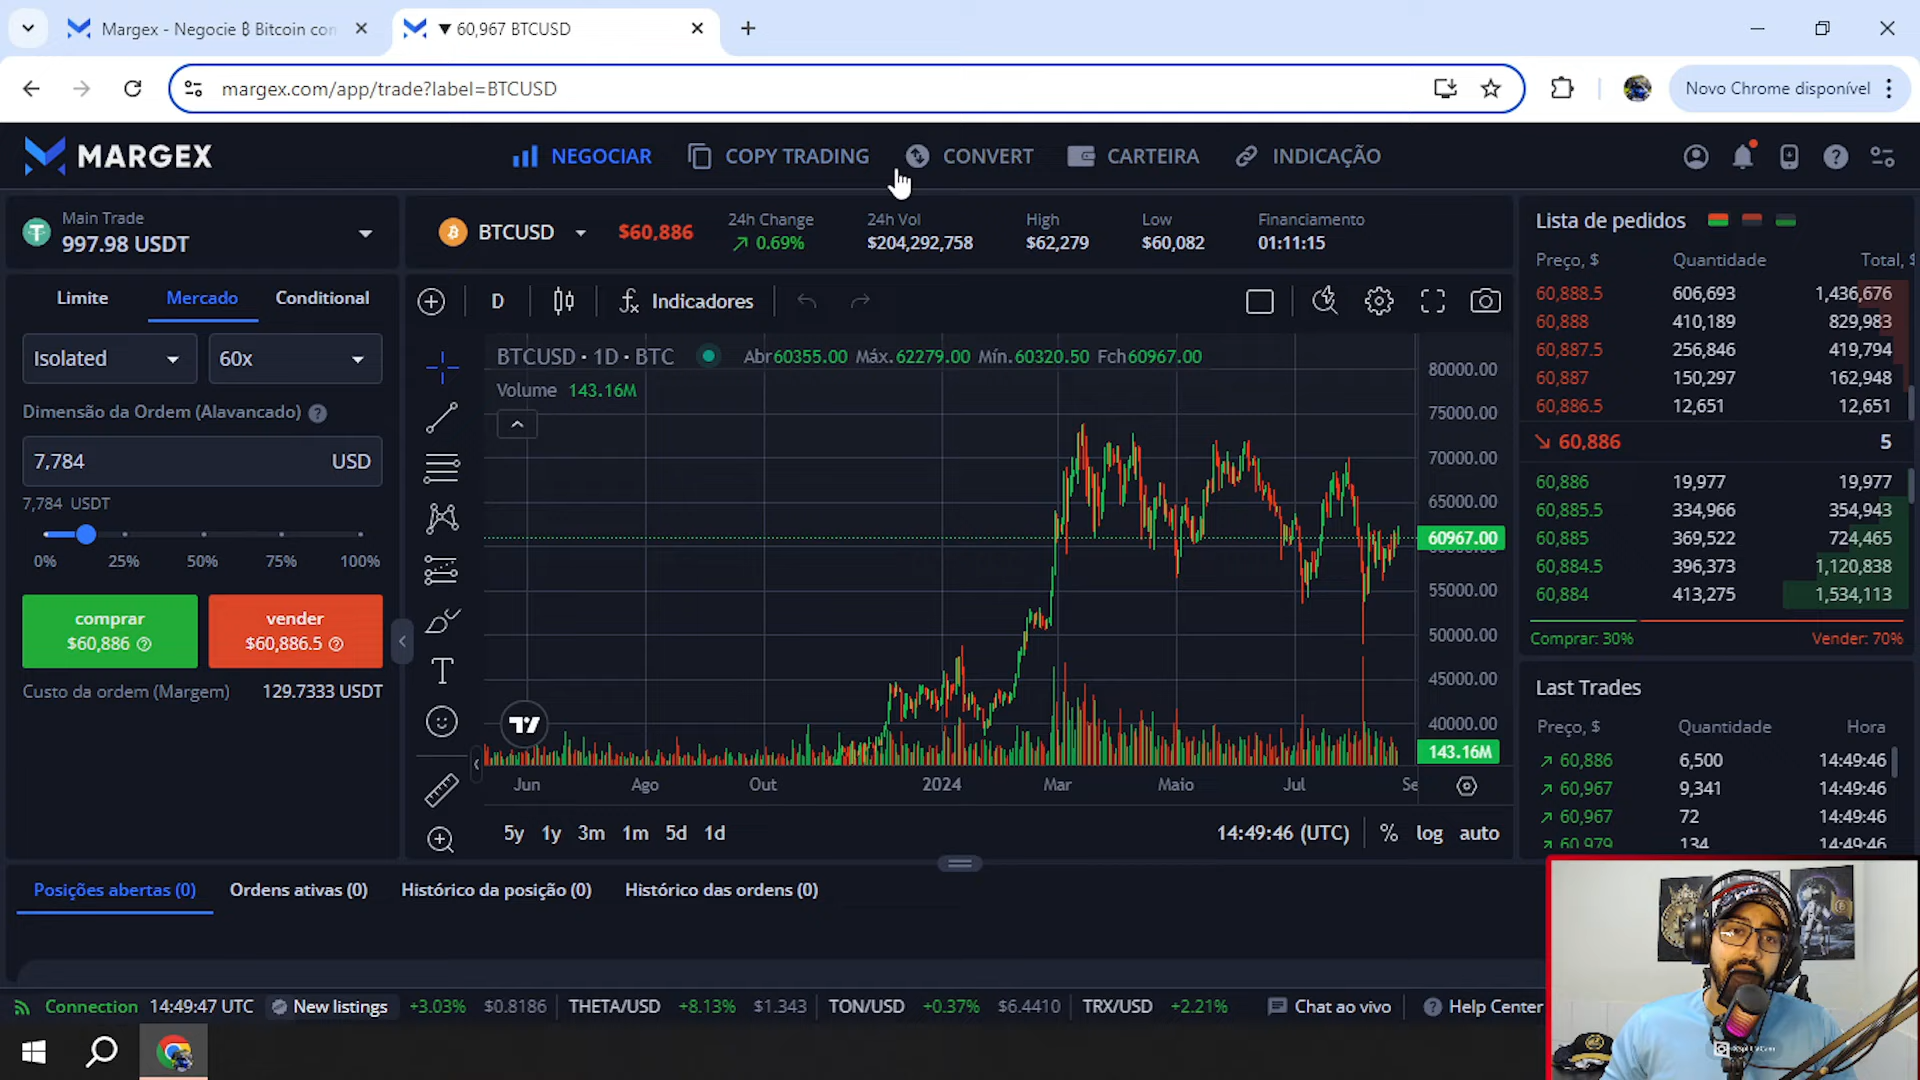 Margex - Negocie ₿ Bitcoin con
▼ 60,967 BTCUSD
margex.com/app/trade?label=BTCUSD
Novo Chrome disponível
MARGEX
NEGOCIAR
COPY TRADING
CONVERT
CARTEIRA
INDICAÇÃO
Main Trade
997.98 USDT
BTCUSD
$60,886
24h Change
↗ 0.69%
24h Vol
$204,292,758
High
$62,279
Low
$60,082
Financiamento
01:11:15
Limite
Mercado
Conditional
Isolated
60x
Dimensão da Ordem (Alavancado)
7,784
USD
7,784 USDT
0% 25% 50% 75% 100%
comprar
$60,886
vender
$60,886.5
Custo da ordem (Margem) 129.7333 USDT
D
Indicadores
BTCUSD · 1D · BTC
Abr60355.00 Máx.62279.00 Mín.60320.50 Fch60967.00
Volume 143.16M
80000.00
75000.00
70000.00
65000.00
60967.00
55000.00
50000.00
45000.00
40000.00
143.16M
Jun Ago Out 2024 Mar Maio Jul Se
5y 1y 3m 1m 5d 1d
14:49:46 (UTC) % log auto
Lista de pedidos
Preço, $ Quantidade Total, $
60,888.5 606,693 1,436,676
60,888 410,189 829,983
60,887.5 256,846 419,794
60,887 150,297 162,948
60,886.5 12,651 12,651
↘ 60,886 5
60,886 19,977 19,977
60,885.5 334,966 354,943
60,885 369,522 724,465
60,884.5 396,373 1,120,838
60,884 413,275 1,534,113
Comprar: 30% Vender: 70%
Last Trades
Preço, $ Quantidade Hora
↗ 60,886 6,500 14:49:46
↗ 60,967 9,341 14:49:46
↗ 60,967 72 14:49:46
↗ 60,979 134 14:49:46
Posições abertas (0)
Ordens ativas (0)
Histórico da posição (0)
Histórico das ordens (0)
Connection 14:49:47 UTC
New listings
+3.03% $0.8186
THETA/USD +8.13% $1.343
TON/USD +0.37% $6.4410
TRX/USD +2.21%
Chat ao vivo
Help Center